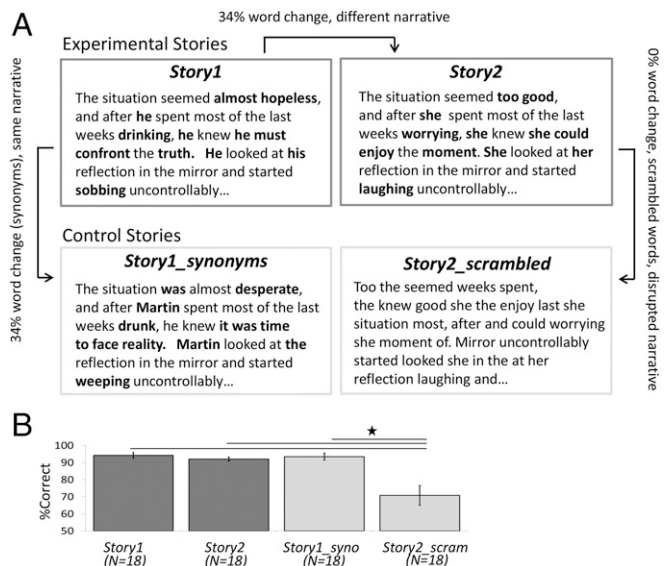 A
34% word change, different narrative
Experimental Stories
Story1
The situation seemed almost hopeless,
and after he spent most of the last
weeks drinking, he knew he must
confront the truth. He looked at his
reflection in the mirror and started
sobbing uncontrollably…
Story2
The situation seemed too good,
and after she spent most of the last
weeks worrying, she knew she could
enjoy the moment. She looked at her
reflection in the mirror and started
laughing uncontrollably…
34% word change (synonyms), same narrative
0% word change, scrambled words, disrupted narrative
Control Stories
Story1_synonyms
The situation was almost desperate,
and after Martin spent most of the last
weeks drunk, he knew it was time
to face reality. Martin looked at the
reflection in the mirror and started
weeping uncontrollably…
Story2_scrambled
Too the seemed weeks spent,
the knew good she the enjoy last she
situation most, after and could worrying
she moment of. Mirror uncontrollably
started looked she in the at her
reflection laughing and…
B
%Correct
100
90
80
70
60
50
★
Story1
(N=18)
Story2
(N=18)
Story1_syno
(N=18)
Story2_scram
(N=18)